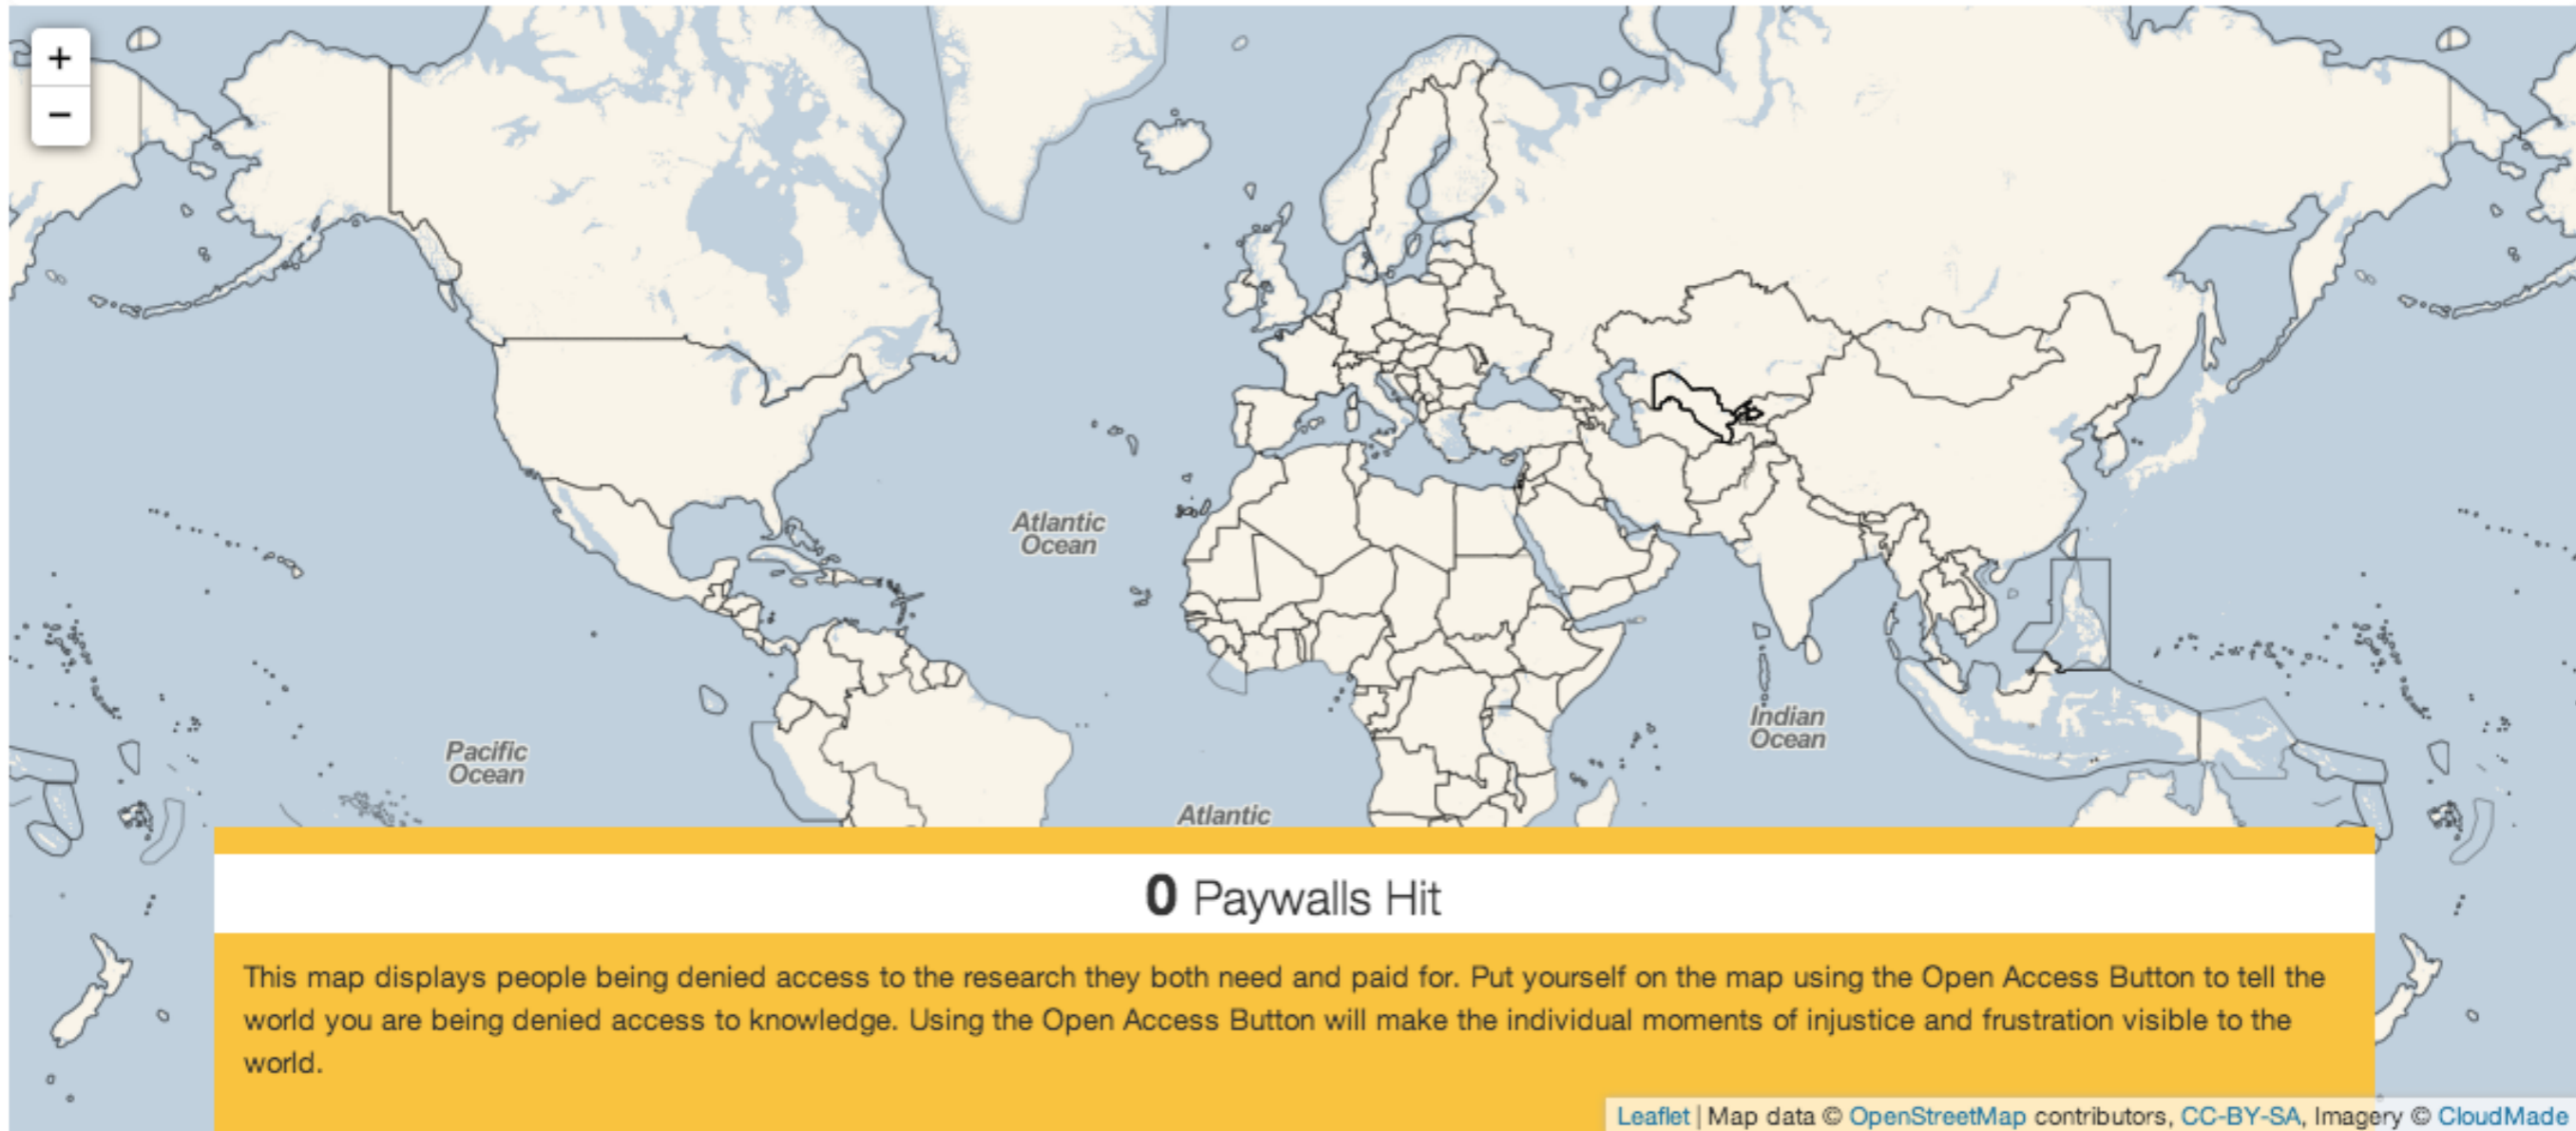 +
−
Atlantic
Ocean
Indian
Ocean
Pacific
Ocean
Atlantic
0 Paywalls Hit
This map displays people being denied access to the research they both need and paid for. Put yourself on the map using the Open Access Button to tell the
world you are being denied access to knowledge. Using the Open Access Button will make the individual moments of injustice and frustration visible to the
world.
Leaflet | Map data © OpenStreetMap contributors, CC-BY-SA, Imagery © CloudMade